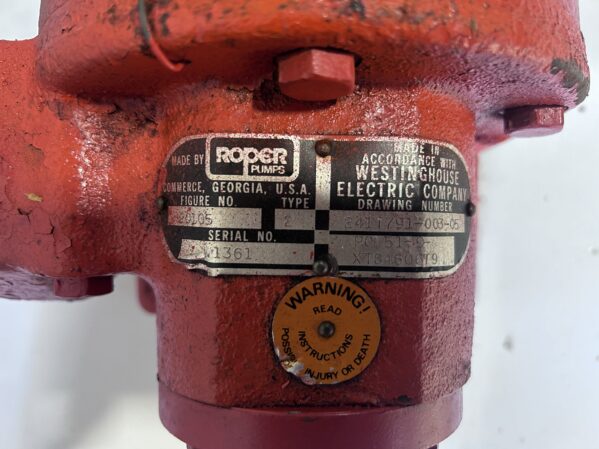 MADE BY
ROPER
PUMPS
COMMERCE, GEORGIA, U.S.A.
FIGURE NO. TYPE
2
SERIAL NO.
MADE IN
ACCORDANCE WITH
WESTINGHOUSE
ELECTRIC COMPANY
DRAWING NUMBER
WARNING!
READ
INSTRUCTIONS
INJURY OR DEATH